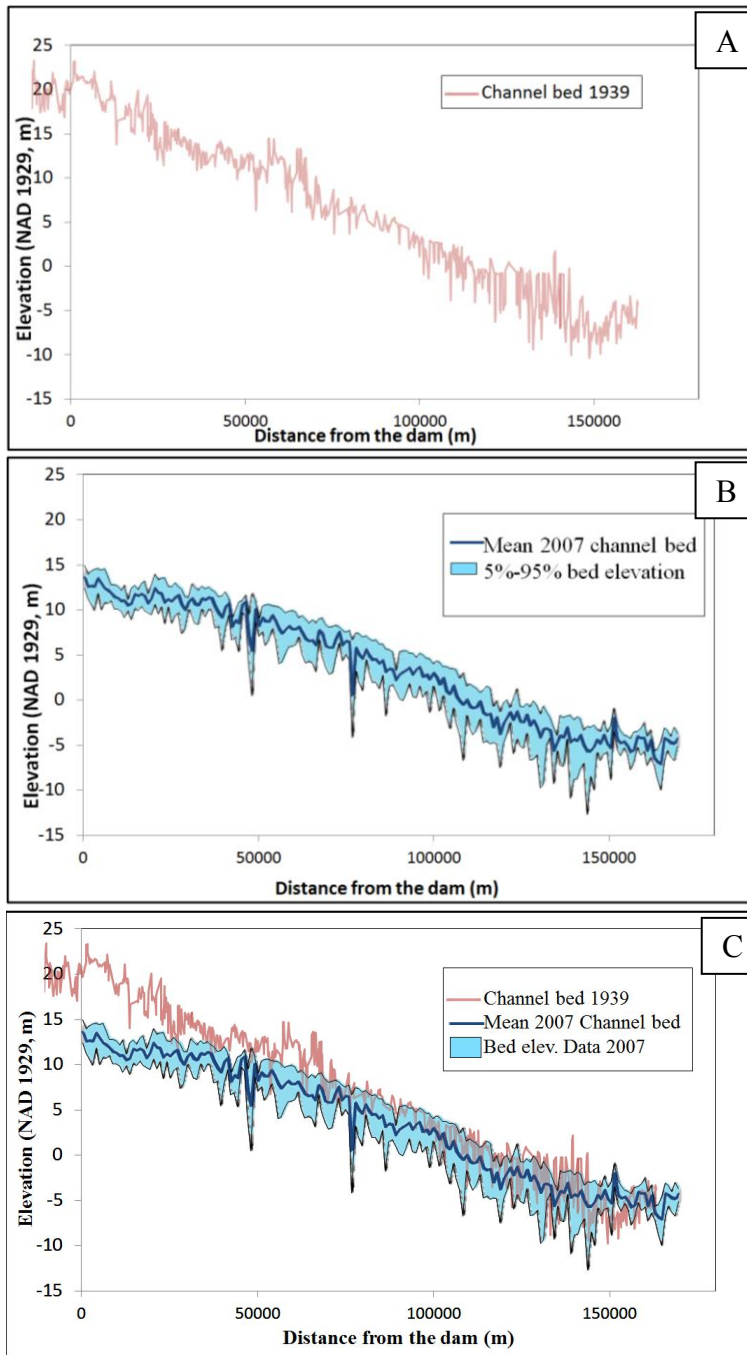 A
25
20
15
10
5
0
-5
-10
-15
Elevation (NAD 1929, m)
Channel bed 1939
0
50000
100000
150000
Distance from the dam (m)
B
25
20
15
10
5
0
-5
-10
-15
Elevation (NAD 1929, m)
Mean 2007 channel bed
5%-95% bed elevation
0
50000
100000
150000
Distance from the dam (m)
C
25
20
15
10
5
0
-5
-10
-15
Elevation (NAD 1929, m)
Channel bed 1939
Mean 2007 Channel bed
Bed elev. Data 2007
0
50000
100000
150000
Distance from the dam (m)